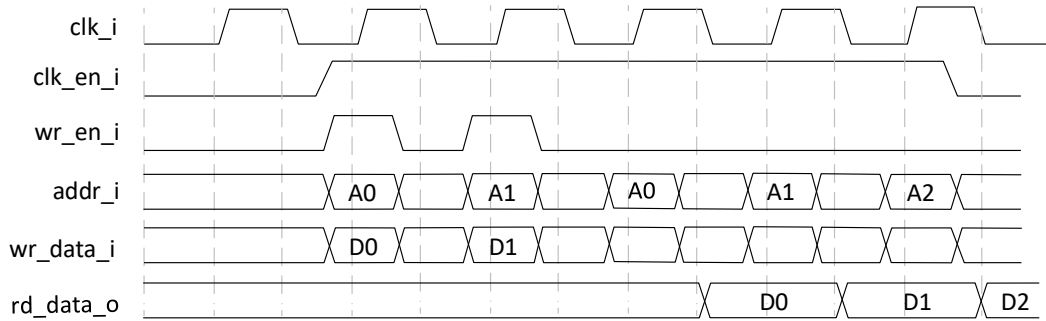 clk_i
clk_en_i
wr_en_i
addr_i A0 A1 A0 A1 A2
wr_data_i D0 D1
rd_data_o D0 D1 D2